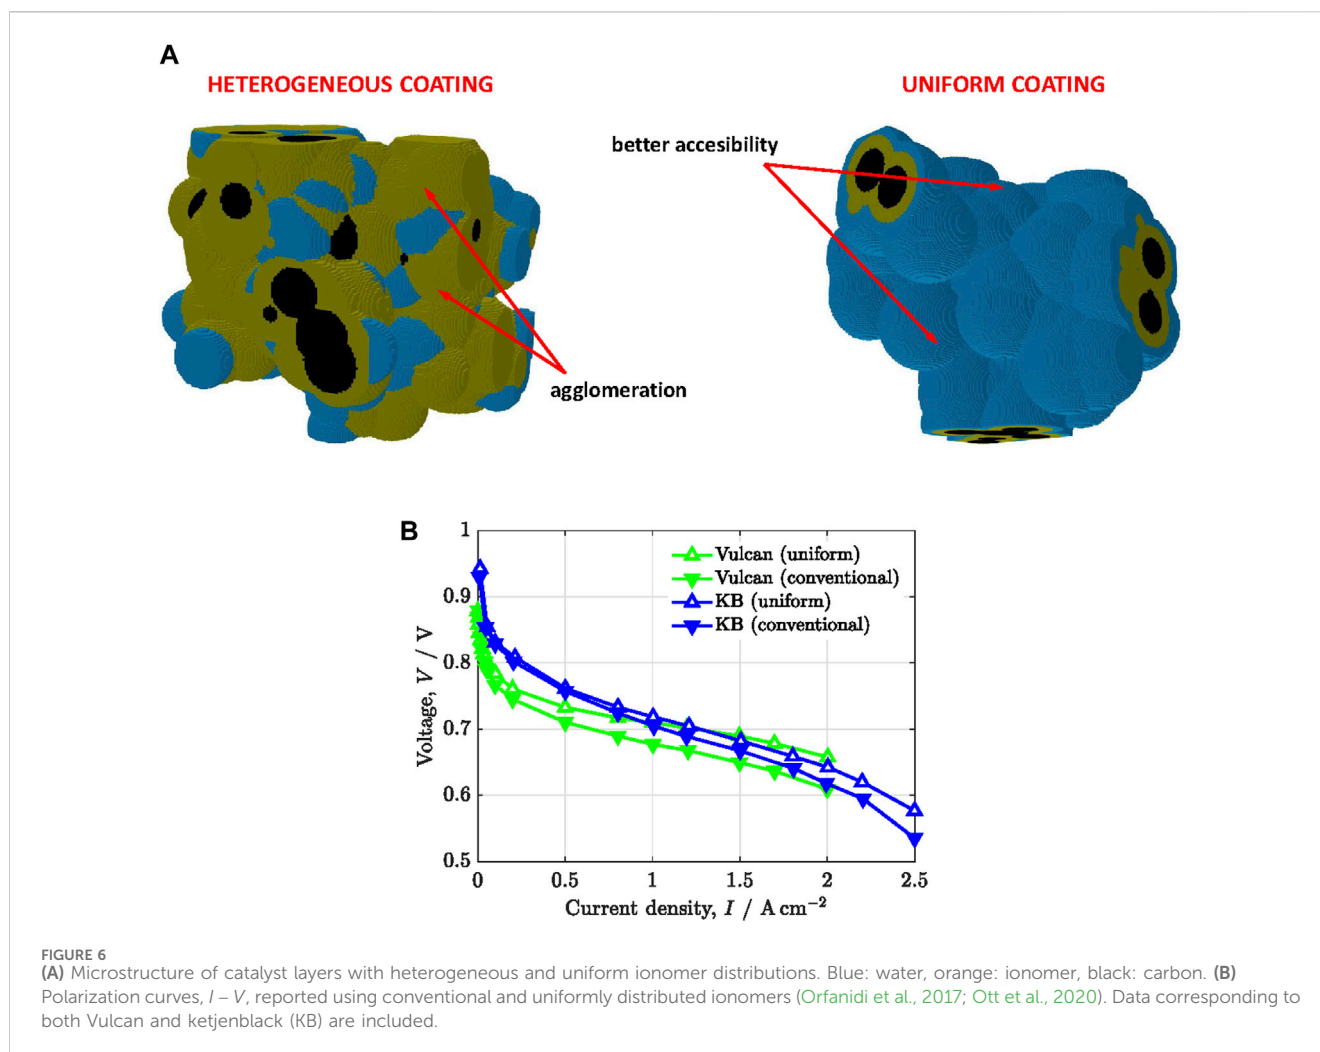 A
HETEROGENEOUS COATING
UNIFORM COATING
better accesibility
agglomeration
B
1
0.9
0.8
0.7
0.6
0.5
Voltage, V / V
Vulcan (uniform)
Vulcan (conventional)
KB (uniform)
KB (conventional)
0 0.5 1 1.5 2 2.5
Current density, I / A cm⁻²
FIGURE 6
(A) Microstructure of catalyst layers with heterogeneous and uniform ionomer distributions. Blue: water, orange: ionomer, black: carbon. (B)
Polarization curves, I – V, reported using conventional and uniformly distributed ionomers (Orfanidi et al., 2017; Ott et al., 2020). Data corresponding to
both Vulcan and ketjenblack (KB) are included.